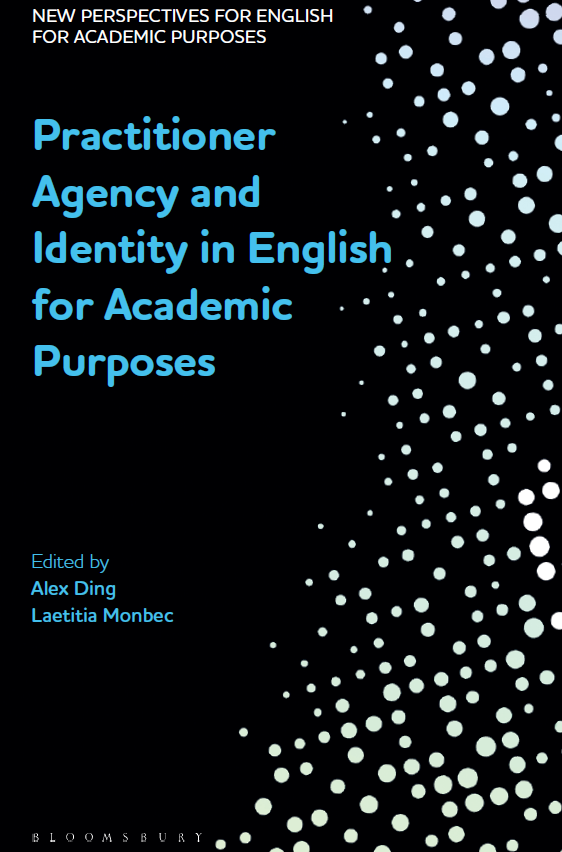 NEW PERSPECTIVES FOR ENGLISH
FOR ACADEMIC PURPOSES
Practitioner
Agency and
Identity in English
for Academic
Purposes
Edited by
Alex Ding
Laetitia Monbec
BLOOMSBURY